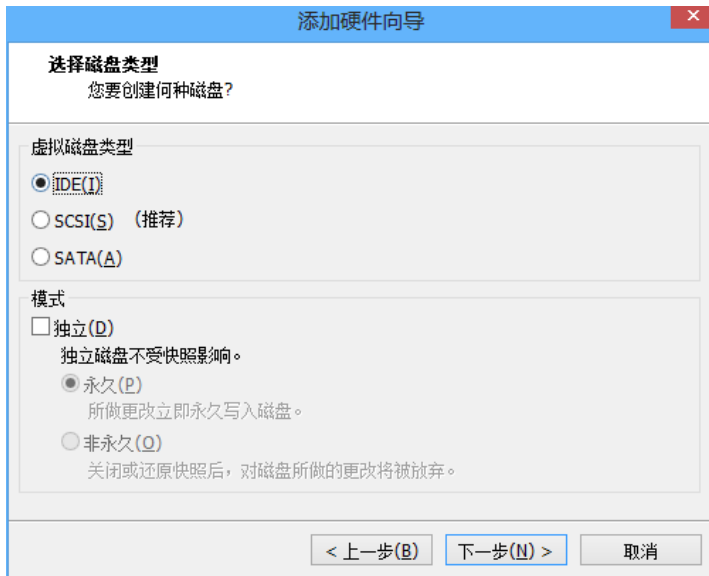 添加硬件向导
选择磁盘类型
您要创建何种磁盘?
虚拟磁盘类型
IDE(I)
SCSI(S) (推荐)
SATA(A)
模式
独立(D)
独立磁盘不受快照影响。
永久(P)
所做更改立即永久写入磁盘。
非永久(O)
关闭或还原快照后，对磁盘所做的更改将被放弃。
< 上一步(B) 下一步(N) > 取消